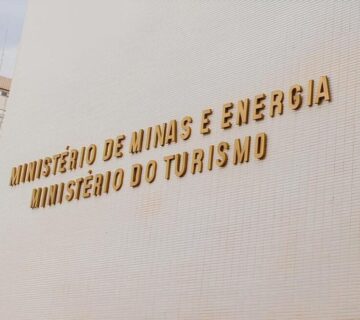 MINISTÉRIO DE MINAS E ENERGIA
MINISTÉRIO DO TURISMO